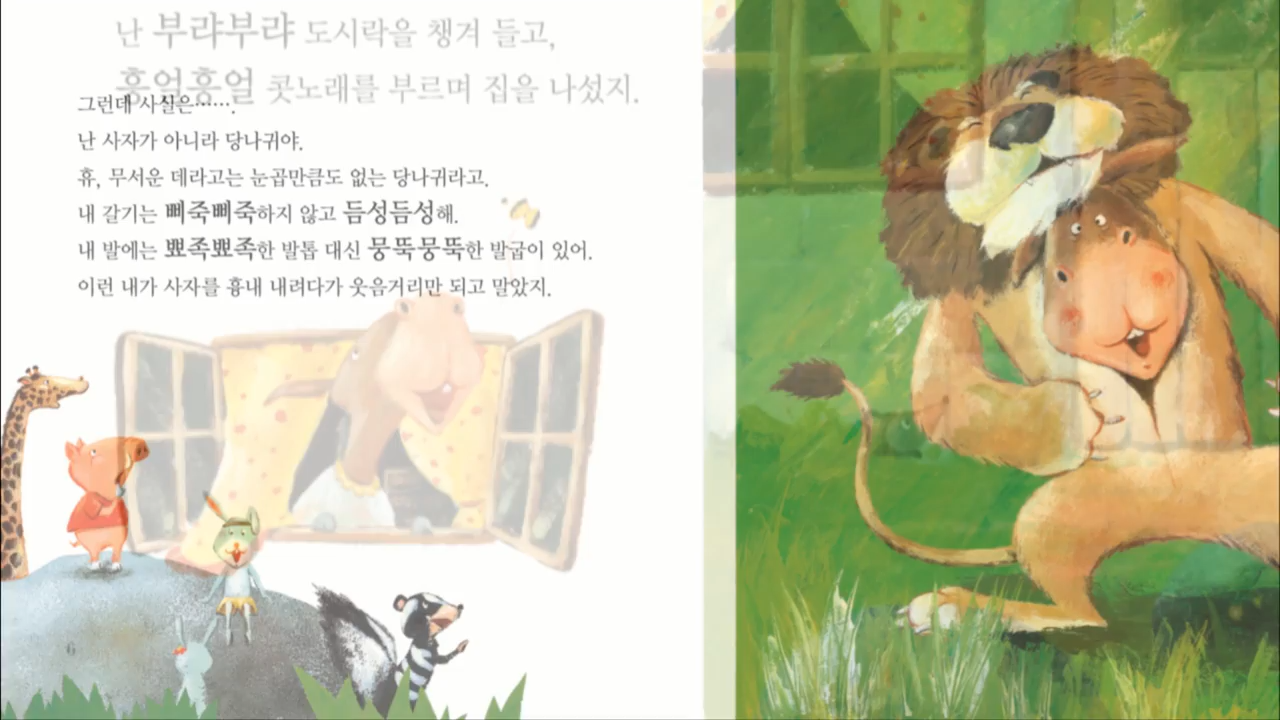 난 부랴부랴 도시락을 챙겨 들고,
흥얼흥얼 콧노래를 부르며 집을 나섰지.
그런데 사실은…….
난 사자가 아니라 당나귀야.
휴, 무서운 데라고는 눈곱만큼도 없는 당나귀라고.
내 갈기는 삐죽삐죽하지 않고 듬성듬성해.
내 발에는 뾰족뾰족한 발톱 대신 뭉뚝뭉뚝한 발굽이 있어.
이런 내가 사자를 흉내 내려다가 웃음거리만 되고 말았지.
6